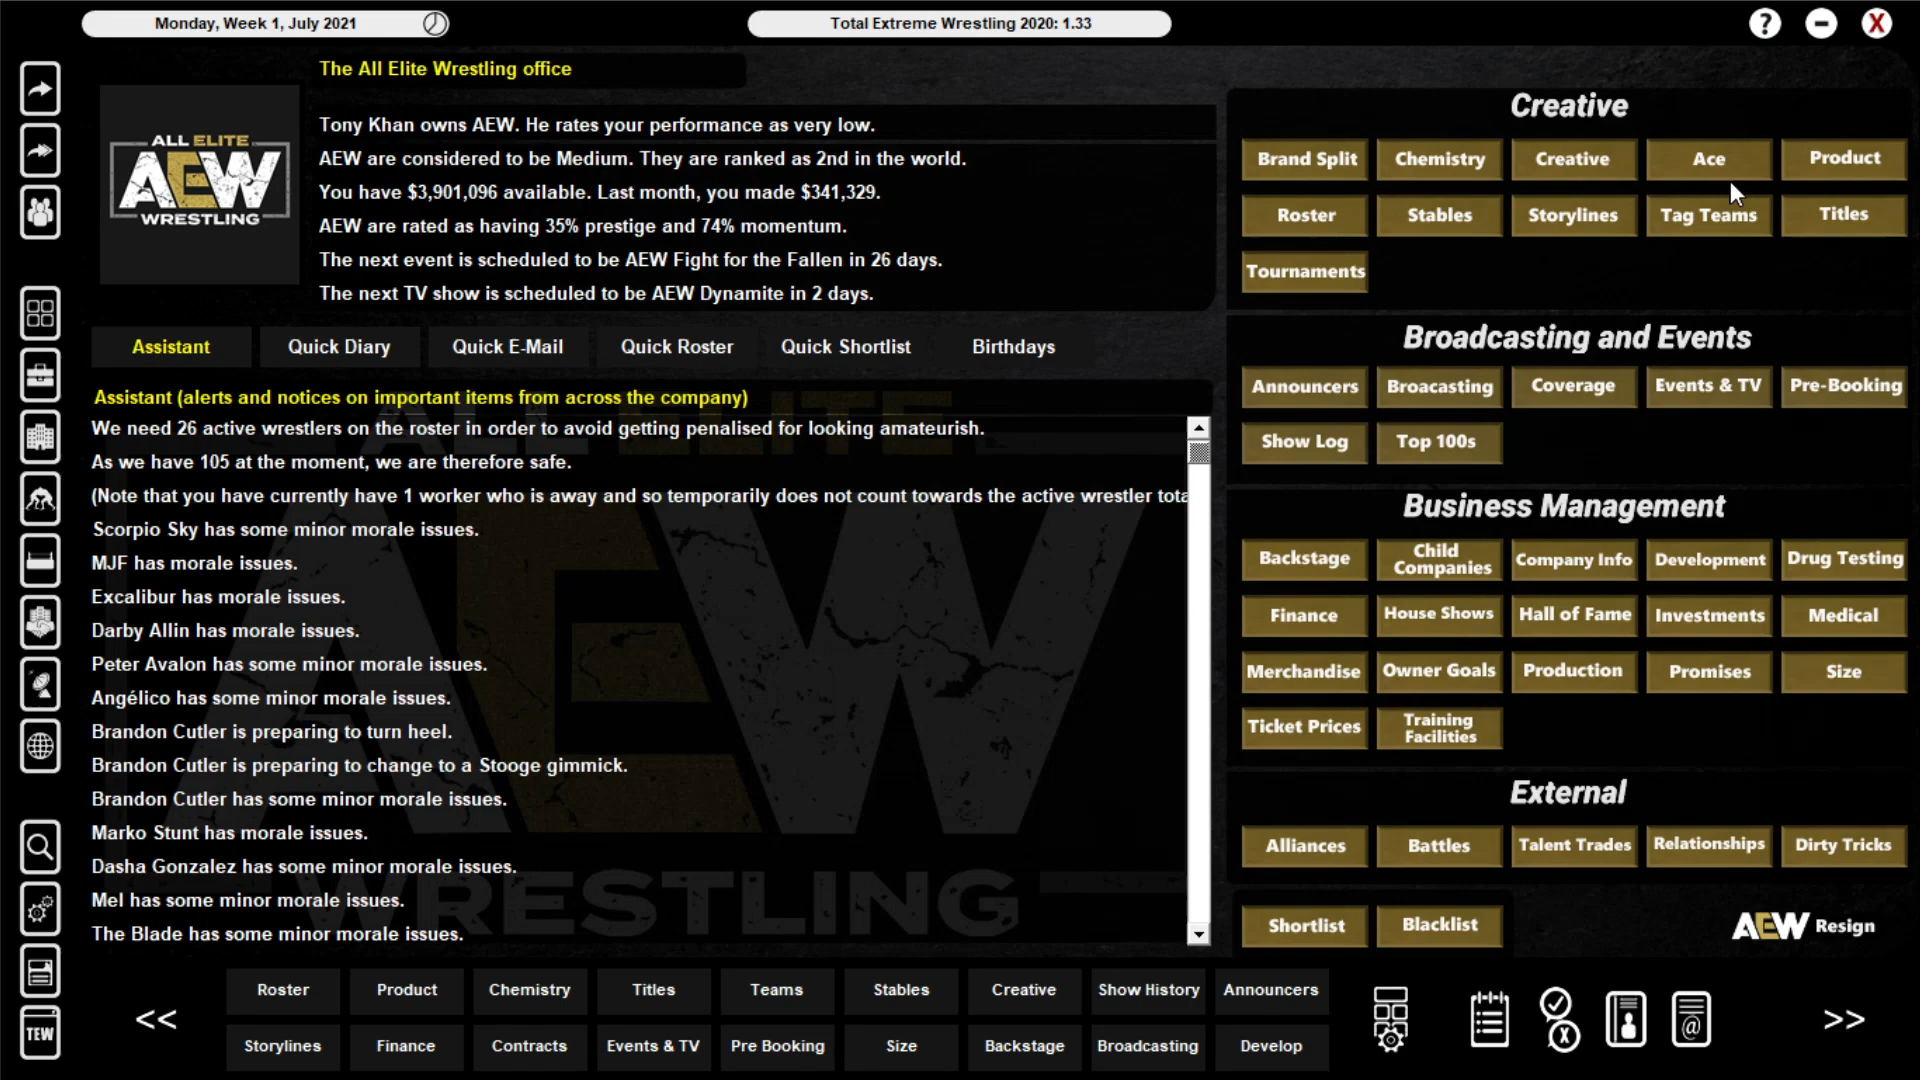 Monday, Week 1, July 2021
Total Extreme Wrestling 2020: 1.33
?
X
The All Elite Wrestling office
ALL ELITE
AEW
WRESTLING
Tony Khan owns AEW. He rates your performance as very low.
AEW are considered to be Medium. They are ranked as 2nd in the world.
You have $3,901,096 available. Last month, you made $341,329.
AEW are rated as having 35% prestige and 74% momentum.
The next event is scheduled to be AEW Fight for the Fallen in 26 days.
The next TV show is scheduled to be AEW Dynamite in 2 days.
Assistant Quick Diary Quick E-Mail Quick Roster Quick Shortlist Birthdays
Assistant (alerts and notices on important items from across the company)
We need 26 active wrestlers on the roster in order to avoid getting penalised for looking amateurish.
As we have 105 at the moment, we are therefore safe.
(Note that you have currently have 1 worker who is away and so temporarily does not count towards the active wrestler tota
Scorpio Sky has some minor morale issues.
MJF has morale issues.
Excalibur has morale issues.
Darby Allin has morale issues.
Peter Avalon has some minor morale issues.
Angélico has some minor morale issues.
Brandon Cutler is preparing to turn heel.
Brandon Cutler is preparing to change to a Stooge gimmick.
Brandon Cutler has some minor morale issues.
Marko Stunt has morale issues.
Dasha Gonzalez has some minor morale issues.
Mel has some minor morale issues.
The Blade has some minor morale issues.
ALL ELITE
AEW
WRESTLING
Creative
Brand Split Chemistry Creative Ace Product
Roster Stables Storylines Tag Teams Titles
Tournaments
Broadcasting and Events
Announcers Broacasting Coverage Events & TV Pre-Booking
Show Log Top 100s
Business Management
Backstage Child Companies Company Info Development Drug Testing
Finance House Shows Hall of Fame Investments Medical
Merchandise Owner Goals Production Promises Size
Ticket Prices Training Facilities
External
Alliances Battles Talent Trades Relationships Dirty Tricks
Shortlist Blacklist
AEW Resign
TEW
<<
Roster Product Chemistry Titles Teams Stables Creative Show History Announcers
Storylines Finance Contracts Events & TV Pre Booking Size Backstage Broadcasting Develop
X
@
>>